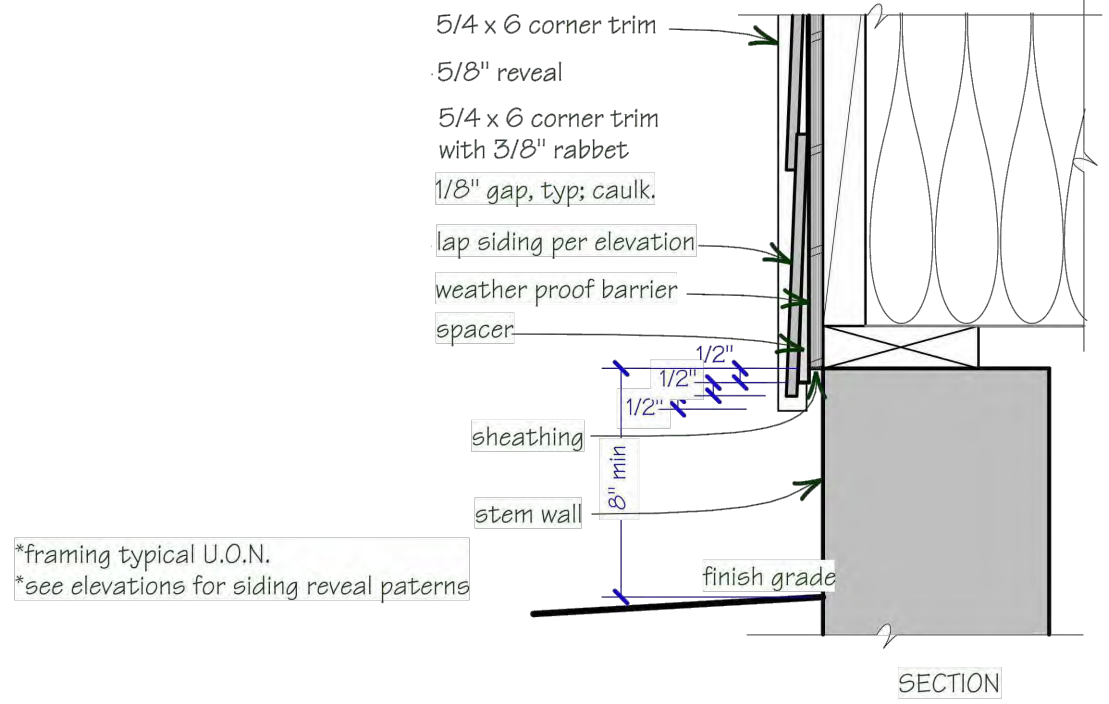 5/4 x 6 corner trim
5/8" reveal
5/4 x 6 corner trim
with 3/8" rabbet
1/8" gap, typ; caulk.
lap siding per elevation
weather proof barrier
spacer
1/2"
1/2"
1/2"
sheathing
8" min
stem wall
*framing typical U.O.N.
*see elevations for siding reveal paterns
finish grade
SECTION